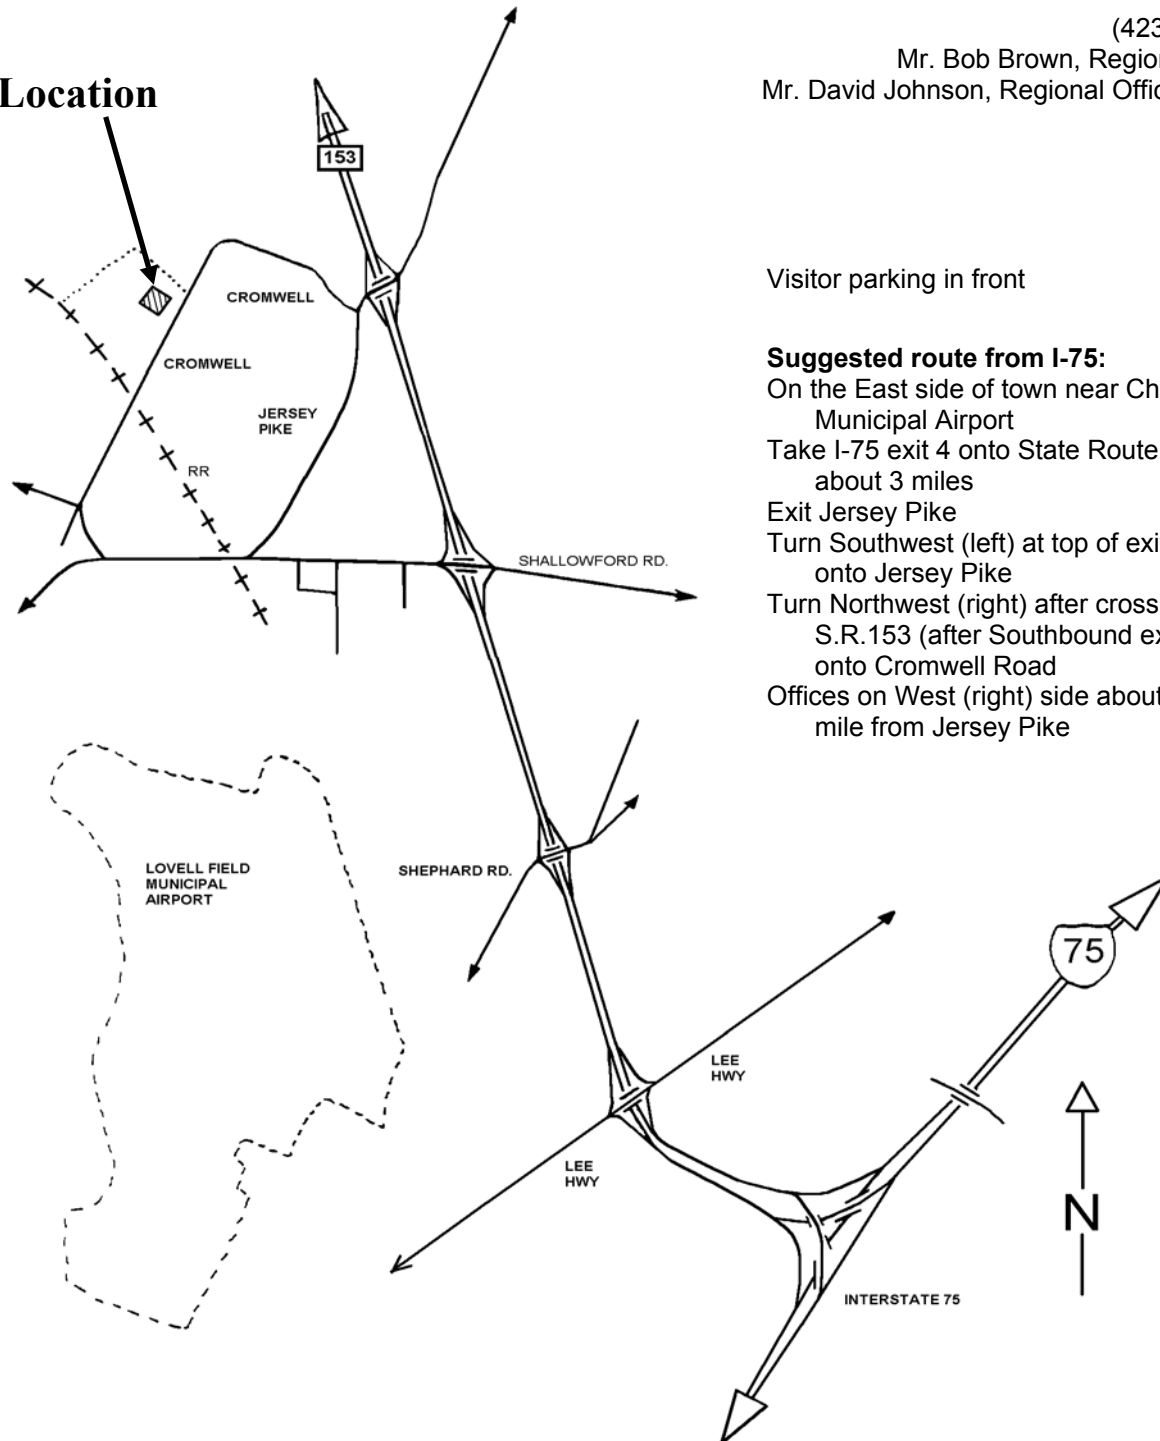 (423
Mr. Bob Brown, Region
Mr. David Johnson, Regional Offic
Location
153
Visitor parking in front
CROMWELL
Suggested route from I-75:
On the East side of town near Ch
Municipal Airport
Take I-75 exit 4 onto State Route
about 3 miles
Exit Jersey Pike
Turn Southwest (left) at top of exi
onto Jersey Pike
Turn Northwest (right) after cross
S.R.153 (after Southbound ex
onto Cromwell Road
Offices on West (right) side about
mile from Jersey Pike
CROMWELL
JERSEY
PIKE
RR
SHALLOWFORD RD.
LOVELL FIELD
MUNICIPAL
AIRPORT
SHEPHARD RD.
75
LEE
HWY
LEE
HWY
N
INTERSTATE 75